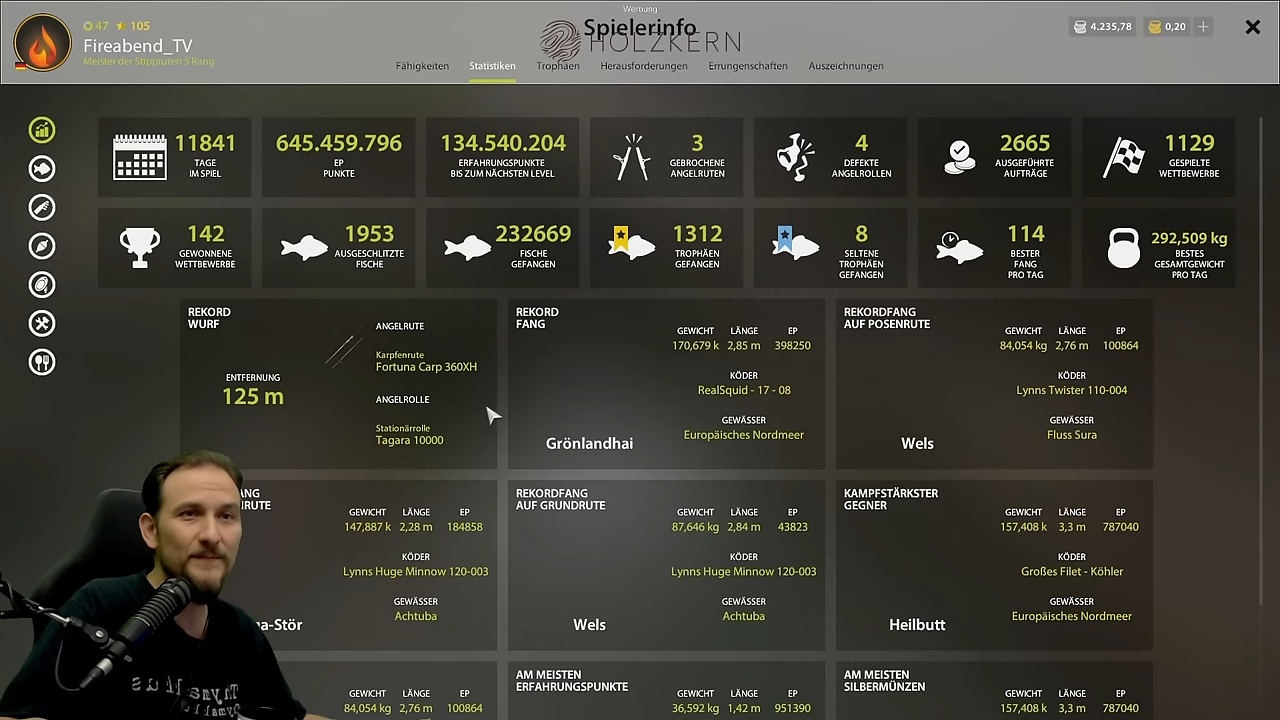 Werbung
Spielerinfo
HOLZKERN
47 105
Fireabend_TV
Meister der Stippruten 5 Rang
4.235,78
0,20
Fähigkeiten Statistiken Trophäen Herausforderungen Errungenschaften Auszeichnungen
11841
TAGE
IM SPIEL
645.459.796
EP
PUNKTE
134.540.204
ERFAHRUNGSPUNKTE
BIS ZUM NÄCHSTEN LEVEL
3
GEBROCHENE
ANGELRUTEN
4
DEFEKTE
ANGELROLLEN
2665
AUSGEFÜHRTE
AUFTRÄGE
1129
GESPIELTE
WETTBEWERBE
142
GEWONNENE
WETTBEWERBE
1953
AUSGESCHLITZTE
FISCHE
232669
FISCHE
GEFANGEN
1312
TROPHÄEN
GEFANGEN
8
SELTENE
TROPHÄEN
GEFANGEN
114
BESTER
FANG
PRO TAG
292,509 kg
BESTES
GESAMTGEWICHT
PRO TAG
REKORD
WURF
ENTFERNUNG
125 m
ANGELRUTE
Karpfenrute
Fortuna Carp 360XH
ANGELROLLE
Stationärrolle
Tagara 10000
REKORD
FANG
GEWICHT LÄNGE EP
170,679 k 2,85 m 398250
KÖDER
RealSquid - 17 - 08
GEWÄSSER
Europäisches Nordmeer
Grönlandhai
REKORDFANG
AUF POSENRUTE
GEWICHT LÄNGE EP
84,054 kg 2,76 m 100864
KÖDER
Lynns Twister 110-004
GEWÄSSER
Fluss Sura
Wels
ANG
NRUTE
GEWICHT LÄNGE EP
147,887 k 2,28 m 184858
KÖDER
Lynns Huge Minnow 120-003
GEWÄSSER
Achtuba
a-Stör
REKORDFANG
AUF GRUNDRUTE
GEWICHT LÄNGE EP
87,646 kg 2,84 m 43823
KÖDER
Lynns Huge Minnow 120-003
GEWÄSSER
Achtuba
Wels
KAMPFSTÄRKSTER
GEGNER
GEWICHT LÄNGE EP
157,408 k 3,3 m 787040
KÖDER
Großes Filet - Köhler
GEWÄSSER
Europäisches Nordmeer
Heilbutt
GEWICHT LÄNGE EP
84,054 kg 2,76 m 100864
AM MEISTEN
ERFAHRUNGSPUNKTE
GEWICHT LÄNGE EP
36,592 kg 1,42 m 951390
AM MEISTEN
SILBERMÜNZEN
GEWICHT LÄNGE EP
157,408 k 3,3 m 787040